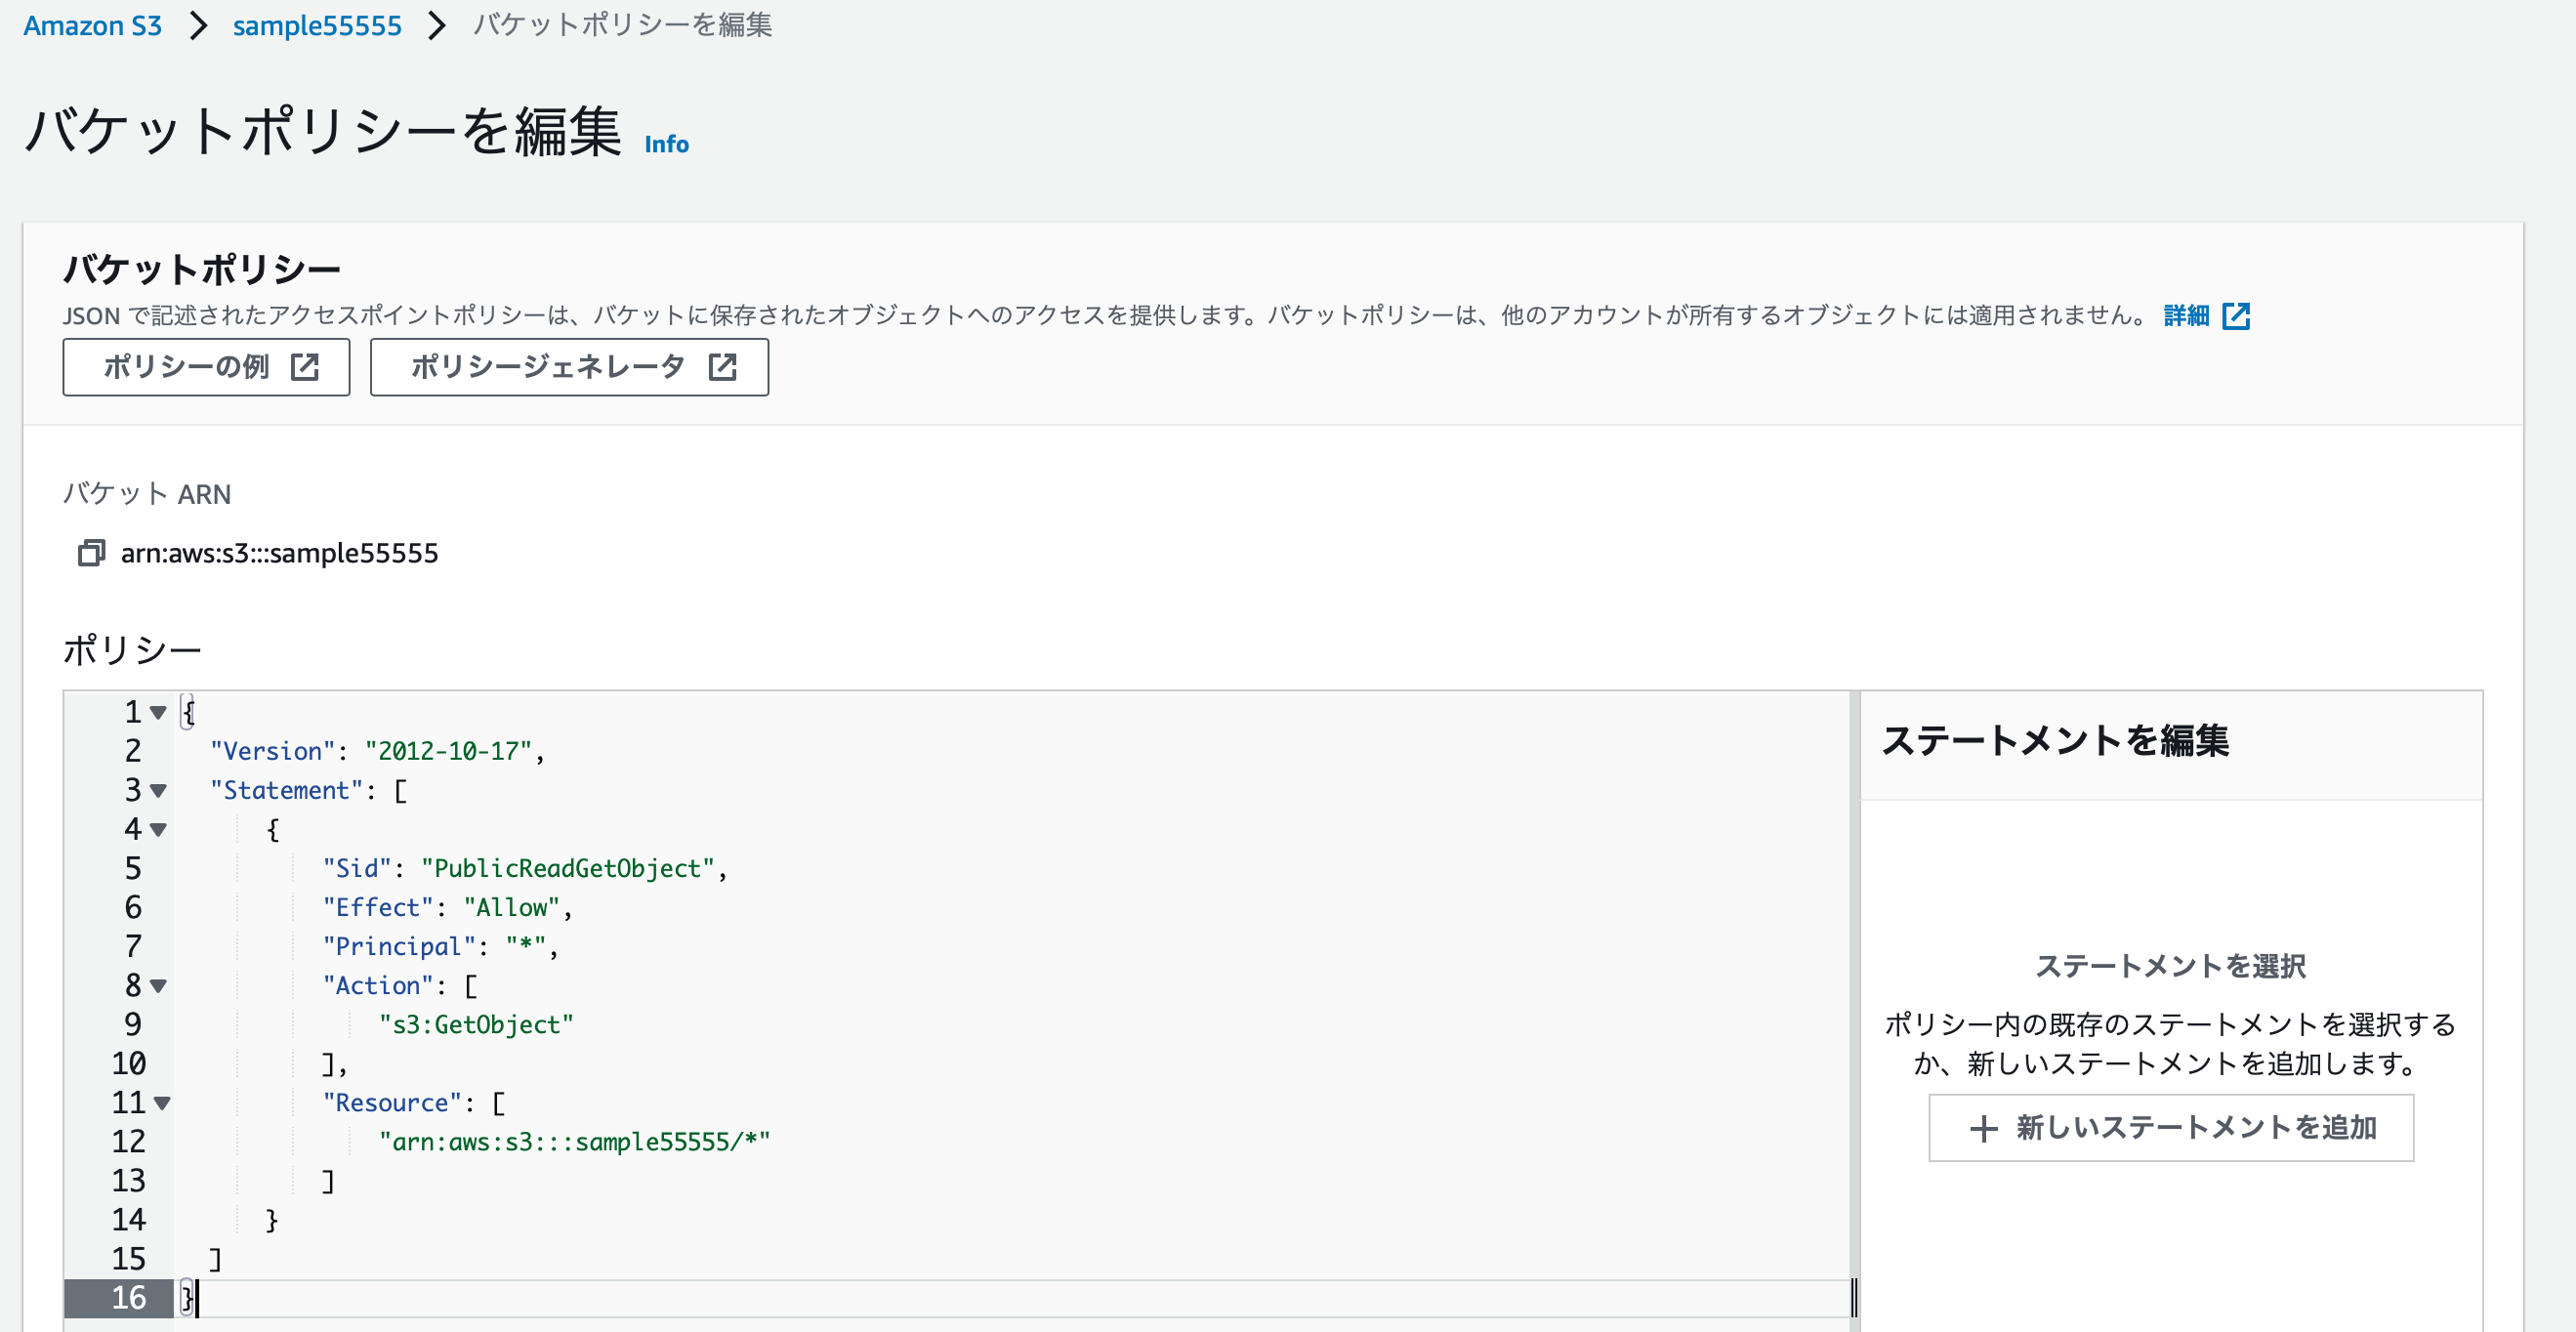 Amazon S3 > sample55555 > バケットポリシーを編集
バケットポリシーを編集 Info
バケットポリシー
JSON で記述されたアクセスポイントポリシーは、バケットに保存されたオブジェクトへのアクセスを提供します。バケットポリシーは、他のアカウントが所有するオブジェクトには適用されません。 詳細
ポリシーの例 ポリシージェネレータ
バケット ARN
arn:aws:s3:::sample55555
ポリシー
1 {
2 "Version": "2012-10-17",
3 "Statement": [
4 {
5 "Sid": "PublicReadGetObject",
6 "Effect": "Allow",
7 "Principal": "*",
8 "Action": [
9 "s3:GetObject"
10 ],
11 "Resource": [
12 "arn:aws:s3:::sample55555/*"
13 ]
14 }
15 ]
16 }
ステートメントを編集
ステートメントを選択
ポリシー内の既存のステートメントを選択する
か、新しいステートメントを追加します。
+ 新しいステートメントを追加